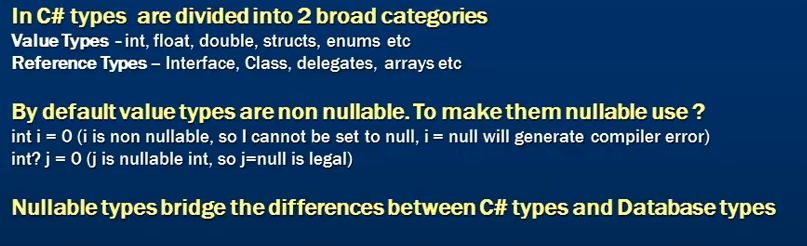 In C# types are divided into 2 broad categories
Value Types - int, float, double, structs, enums etc
Reference Types – Interface, Class, delegates, arrays etc
By default value types are non nullable. To make them nullable use ?
int i = 0 (i is non nullable, so I cannot be set to null, i = null will generate compiler error)
int? j = 0 (j is nullable int, so j=null is legal)
Nullable types bridge the differences between C# types and Database types